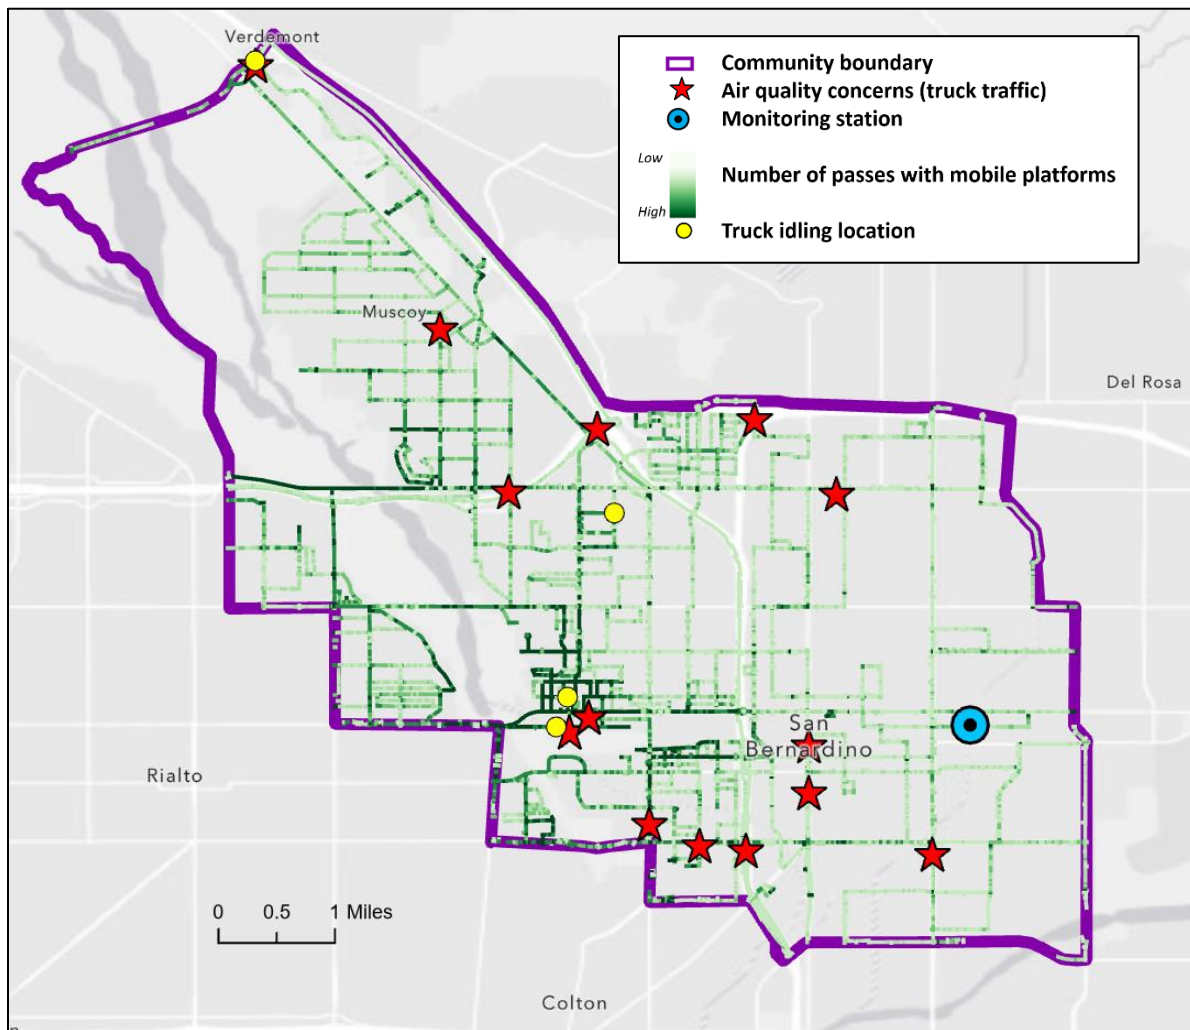 Verdemont
Community boundary
Air quality concerns (truck traffic)
Monitoring station
Low
Number of passes with mobile platforms
High
Truck idling location
Muscoy
Del Rosa
San
Bernardino
Rialto
0 0.5 1 Miles
Colton